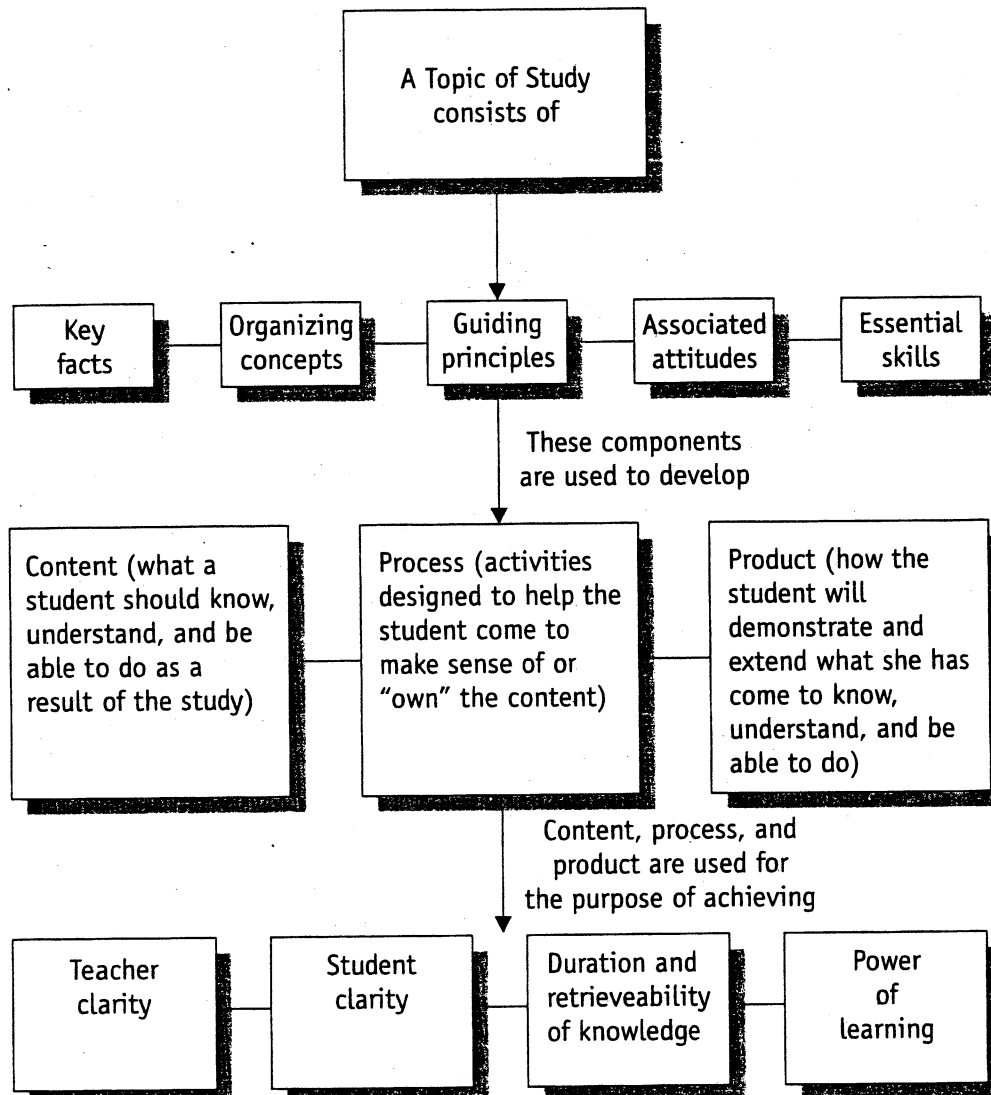 A Topic of Study
consists of
Key
facts
Organizing
concepts
Guiding
principles
Associated
attitudes
Essential
skills
These components
are used to develop
Content (what a
student should know,
understand, and be
able to do as a
result of the study)
Process (activities
designed to help the
student come to
make sense of or
“own” the content)
Product (how the
student will
demonstrate and
extend what she has
come to know,
understand, and be
able to do)
Content, process, and
product are used for
the purpose of achieving
Teacher
clarity
Student
clarity
Duration and
retrieveability
of knowledge
Power
of
learning